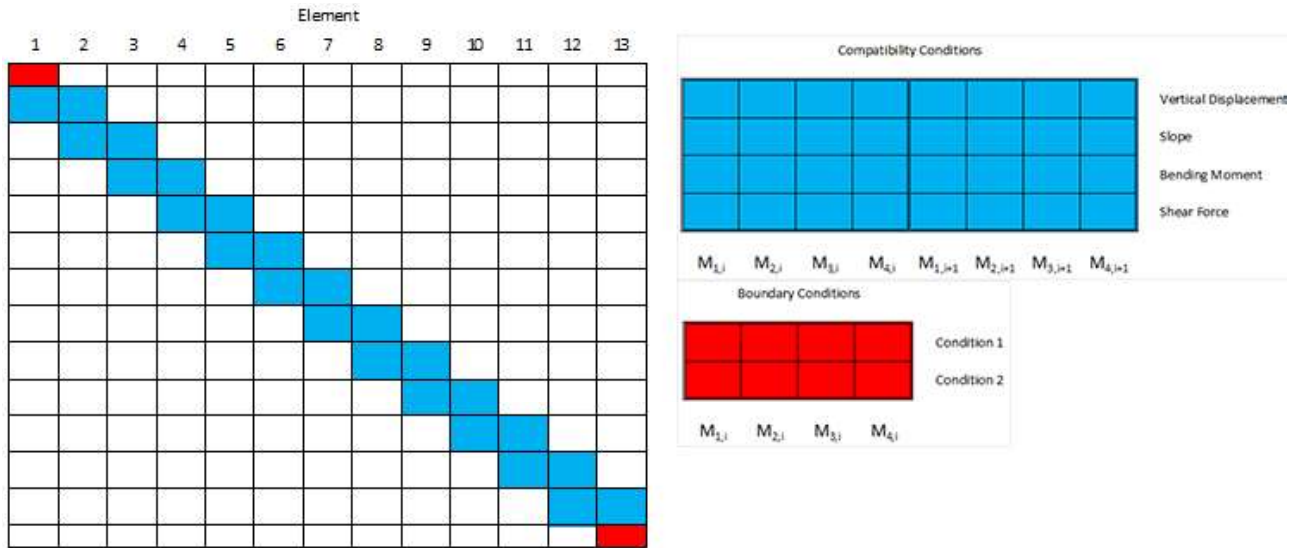 Element
1 2 3 4 5 6 7 8 9 10 11 12 13
Compatibility Conditions
Vertical Displacement
Slope
Bending Moment
Shear Force
M1,i M2,i M3,i M4,i M1,i+1 M2,i+1 M3,i+1 M4,i+1
Boundary Conditions
Condition 1
Condition 2
M1,i M2,i M3,i M4,i